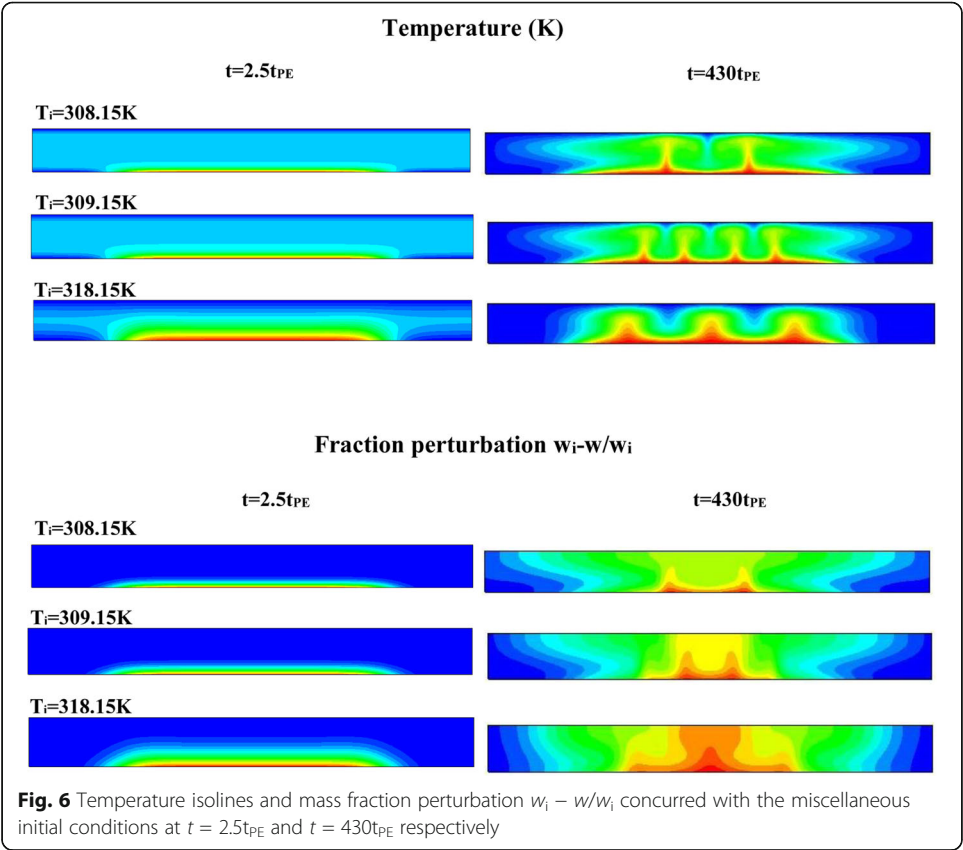 Temperature (K)
t=2.5tPE
t=430tPE
Ti=308.15K
Ti=309.15K
Ti=318.15K
Fraction perturbation wi-w/wi
t=2.5tPE
t=430tPE
Ti=308.15K
Ti=309.15K
Ti=318.15K
Fig. 6 Temperature isolines and mass fraction perturbation wi − w/wi concurred with the miscellaneous
initial conditions at t = 2.5tPE and t = 430tPE respectively